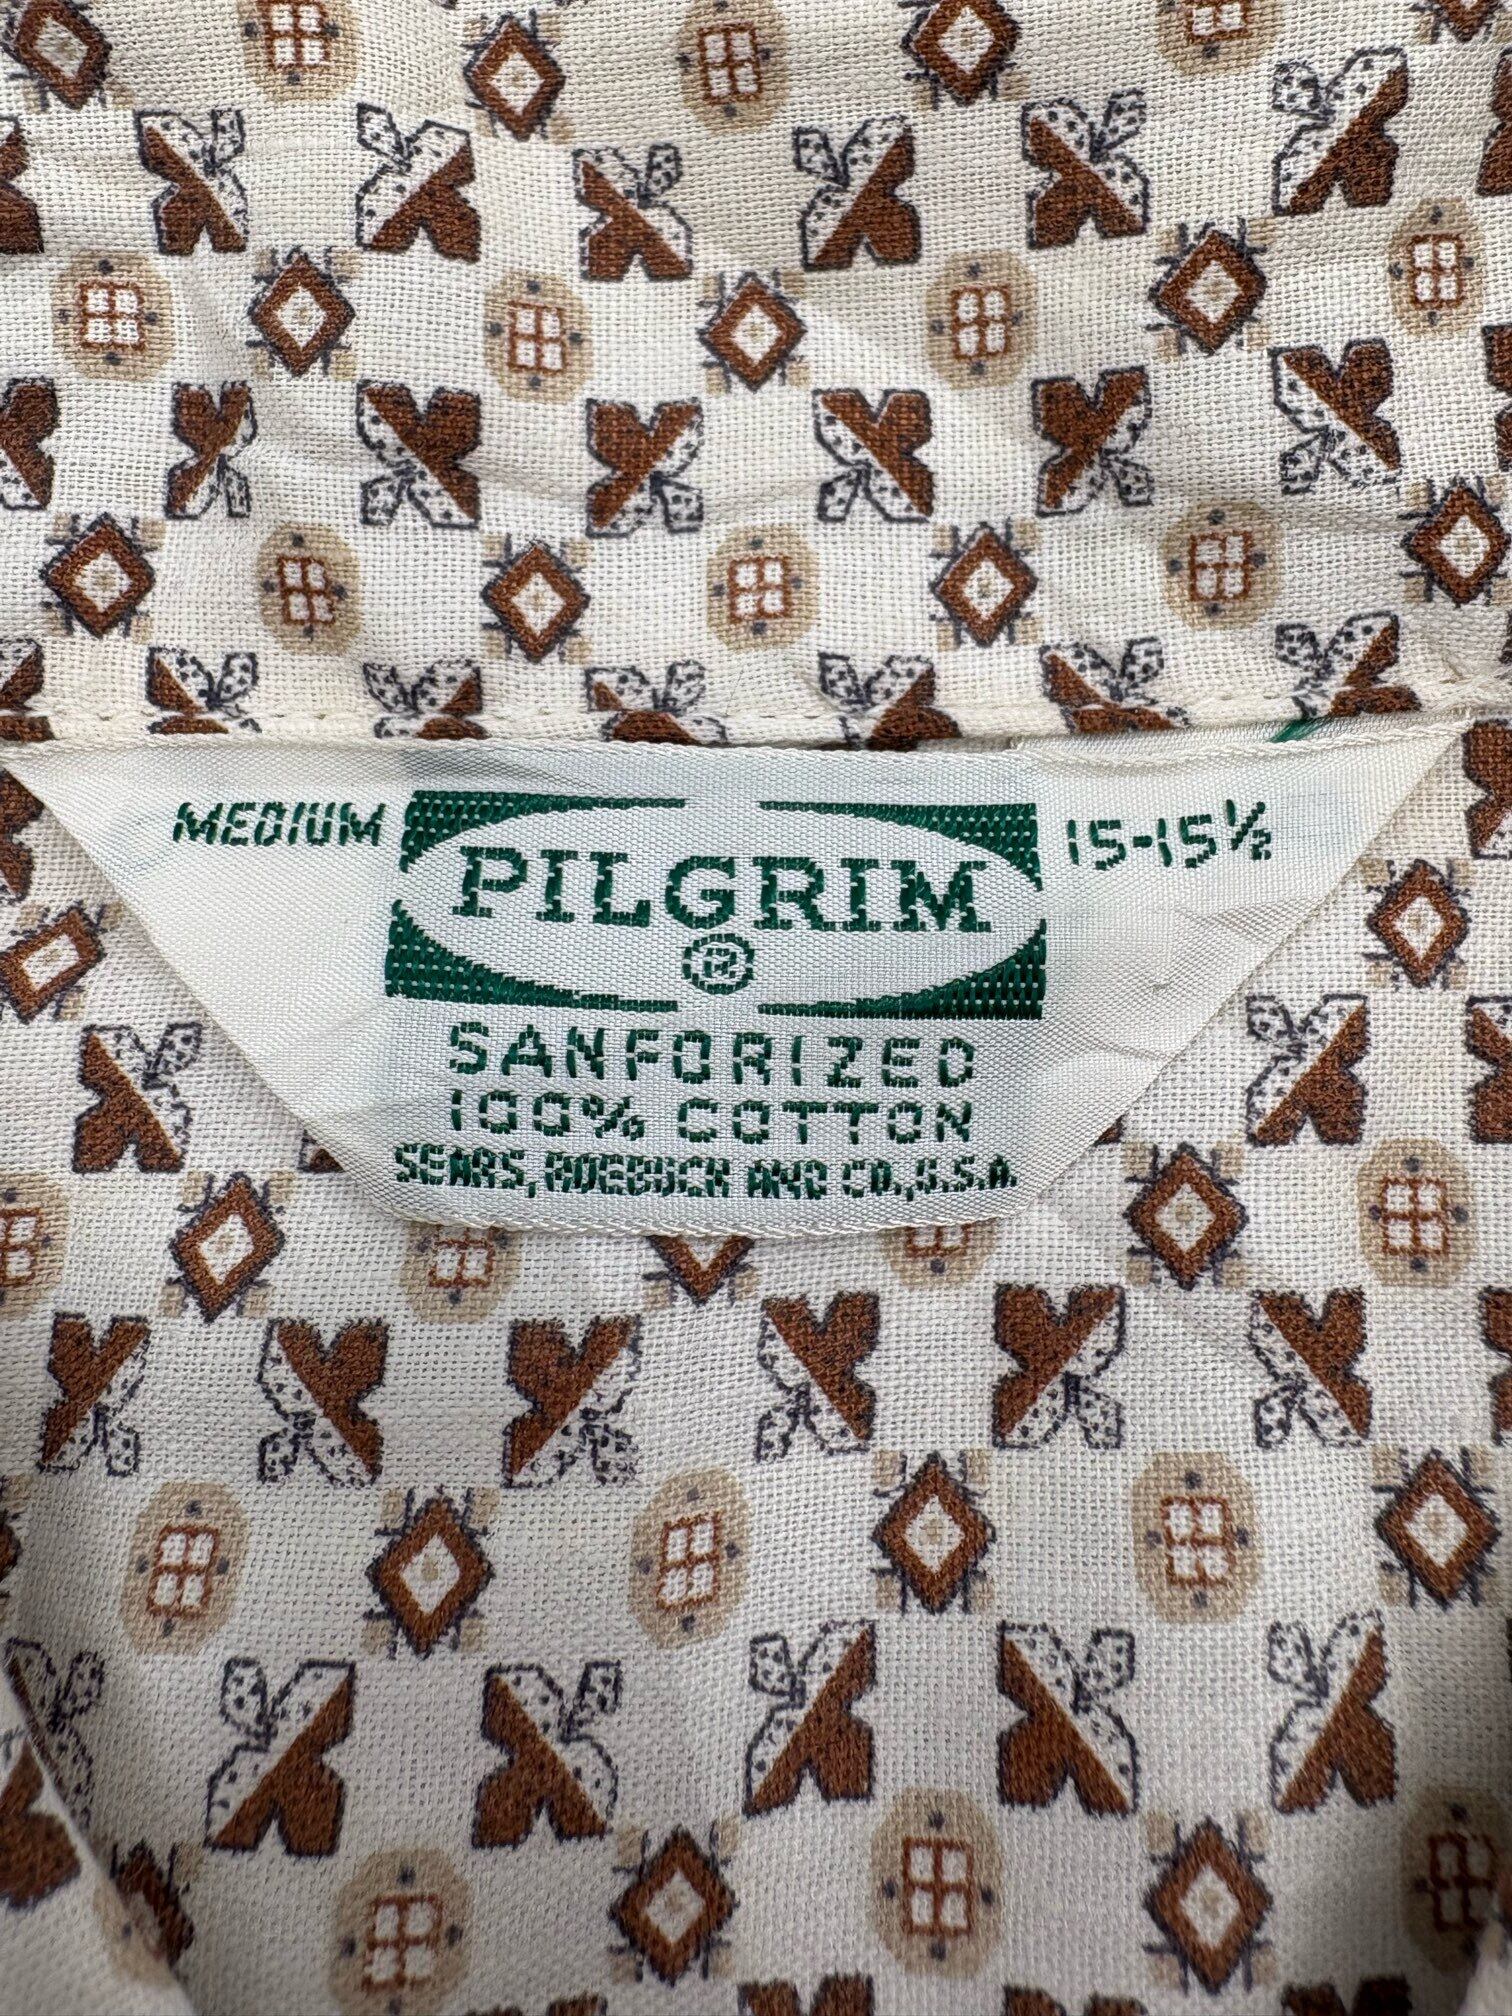 MEDIUM
PILGRIM
®
15-15½
SANFORIZED
100% COTTON
SEARS, ROEBUCK AND CO., U.S.A.